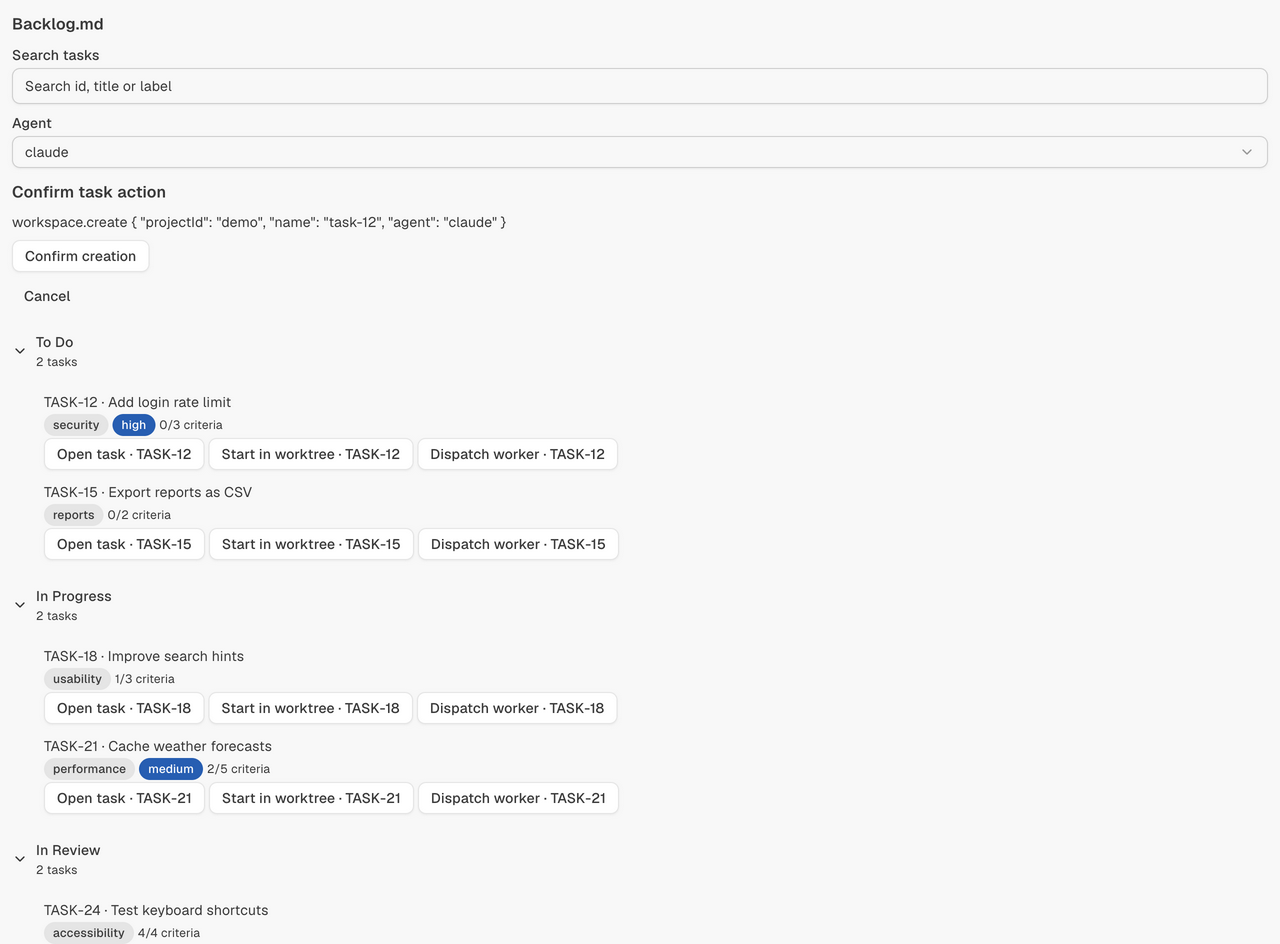 Backlog.md
Search tasks
Search id, title or label
Agent
claude
Confirm task action
workspace.create { "projectId": "demo", "name": "task-12", "agent": "claude" }
Confirm creation
Cancel
To Do
2 tasks
TASK-12 · Add login rate limit
security high 0/3 criteria
Open task · TASK-12 Start in worktree · TASK-12 Dispatch worker · TASK-12
TASK-15 · Export reports as CSV
reports 0/2 criteria
Open task · TASK-15 Start in worktree · TASK-15 Dispatch worker · TASK-15
In Progress
2 tasks
TASK-18 · Improve search hints
usability 1/3 criteria
Open task · TASK-18 Start in worktree · TASK-18 Dispatch worker · TASK-18
TASK-21 · Cache weather forecasts
performance medium 2/5 criteria
Open task · TASK-21 Start in worktree · TASK-21 Dispatch worker · TASK-21
In Review
2 tasks
TASK-24 · Test keyboard shortcuts
accessibility 4/4 criteria